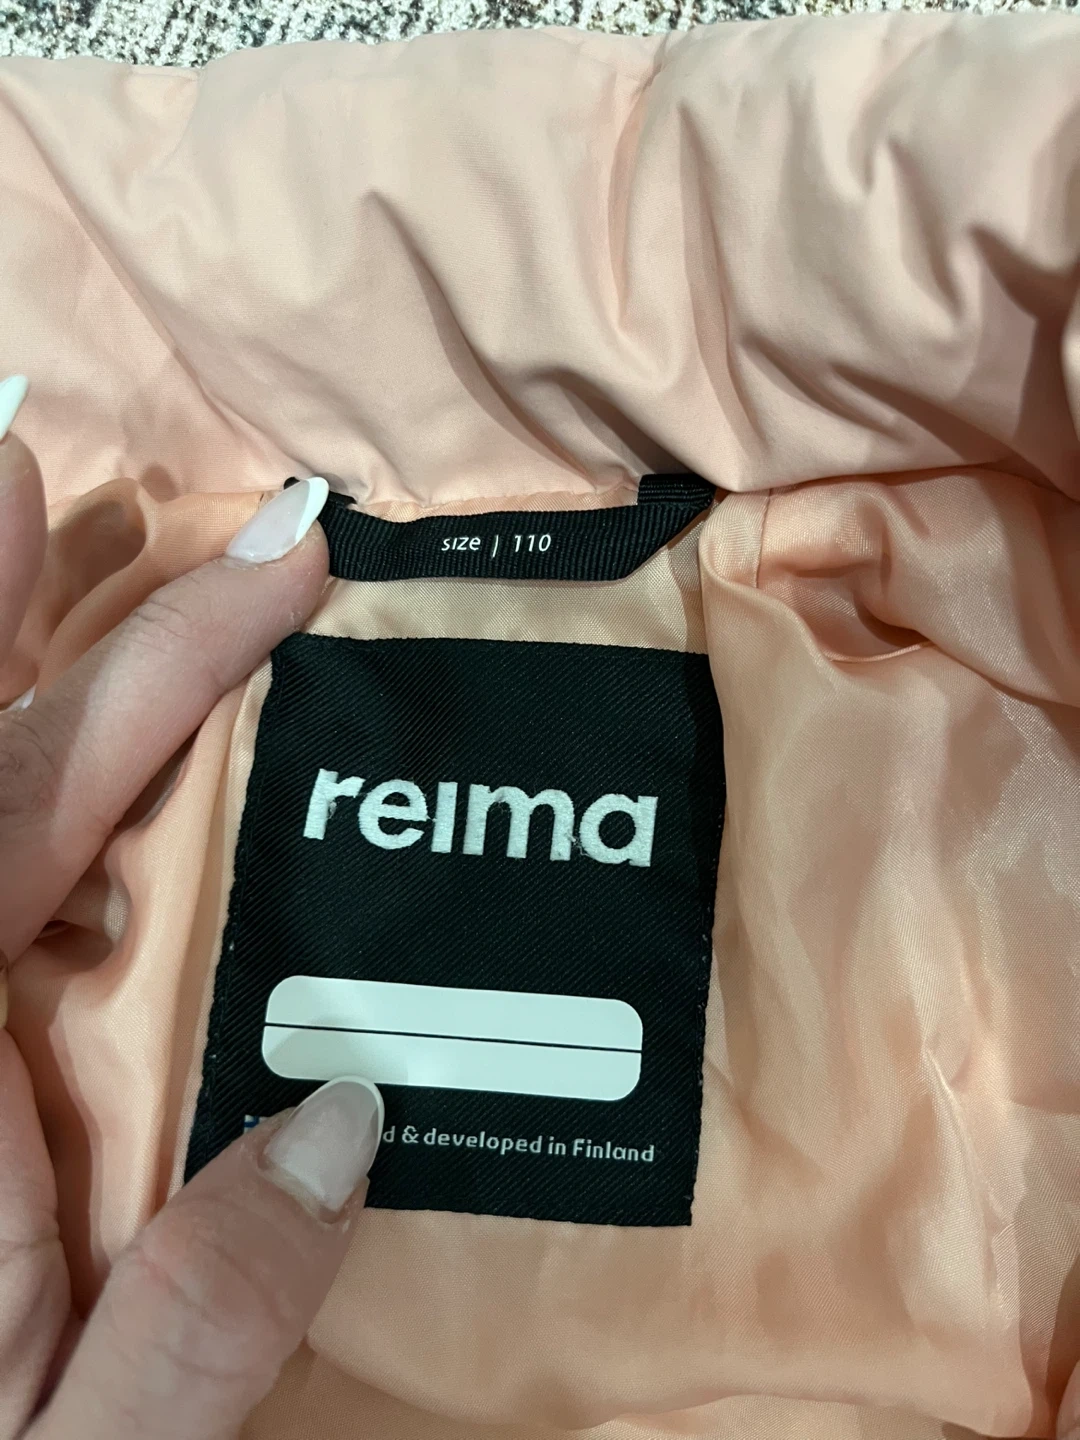 size | 110
reima
& developed in Finland